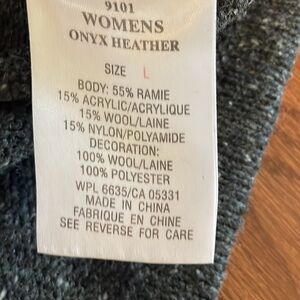 9101
WOMENS
ONYX HEATHER
SIZE L
BODY: 55% RAMIE
15% ACRYLIC/ACRYLIQUE
15% WOOL/LAINE
15% NYLON/POLYAMIDE
DECORATION:
100% WOOL/LAINE
100% POLYESTER
WPL 6635/CA 05331
MADE IN CHINA
FABRIQUE EN CHINE
SEE REVERSE FOR CARE